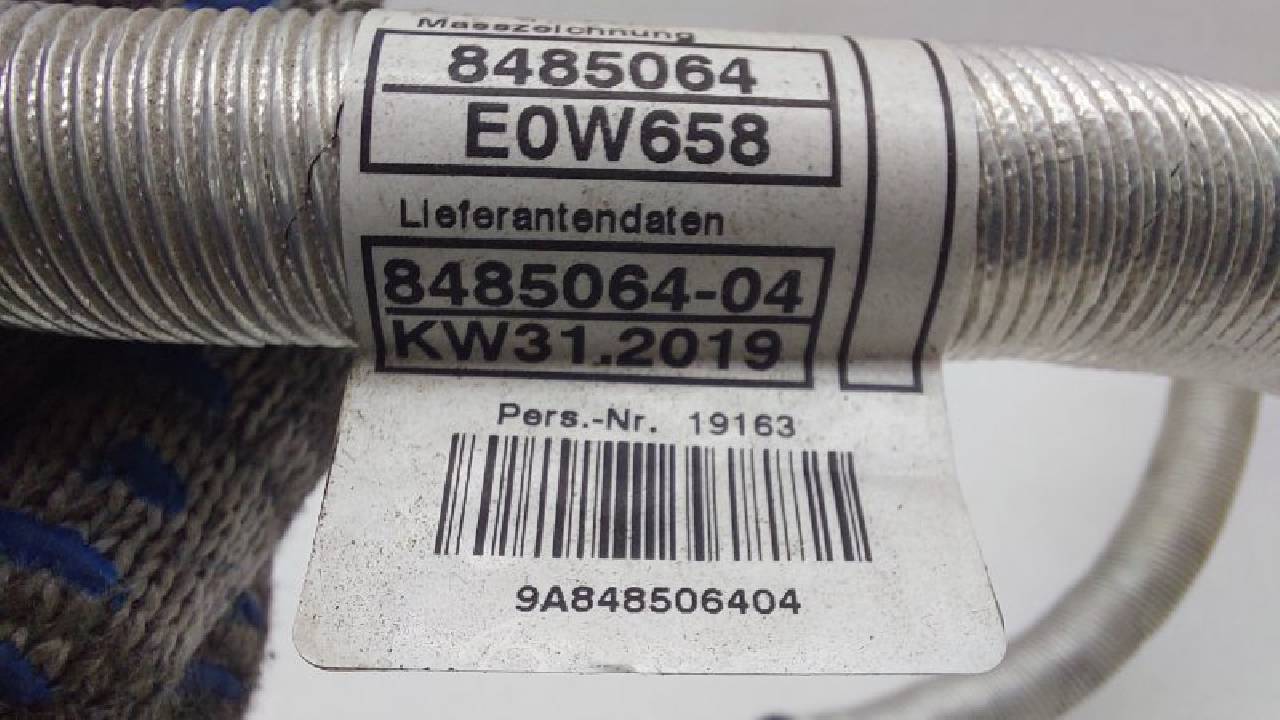 Masszeichnung
8485064
E0W658
Lieferantendaten
8485064-04
KW31.2019
Pers.-Nr. 19163
9A848506404